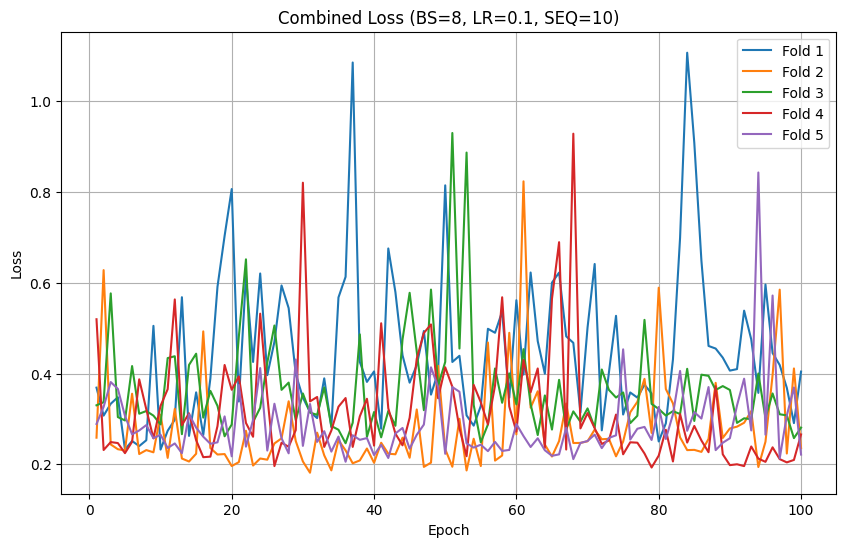 Combined Loss (BS=8, LR=0.1, SEQ=10)
Fold 1
Fold 2
Fold 3
Fold 4
Fold 5
Loss
1.0
0.8
0.6
0.4
0.2
0 20 40 60 80 100
Epoch